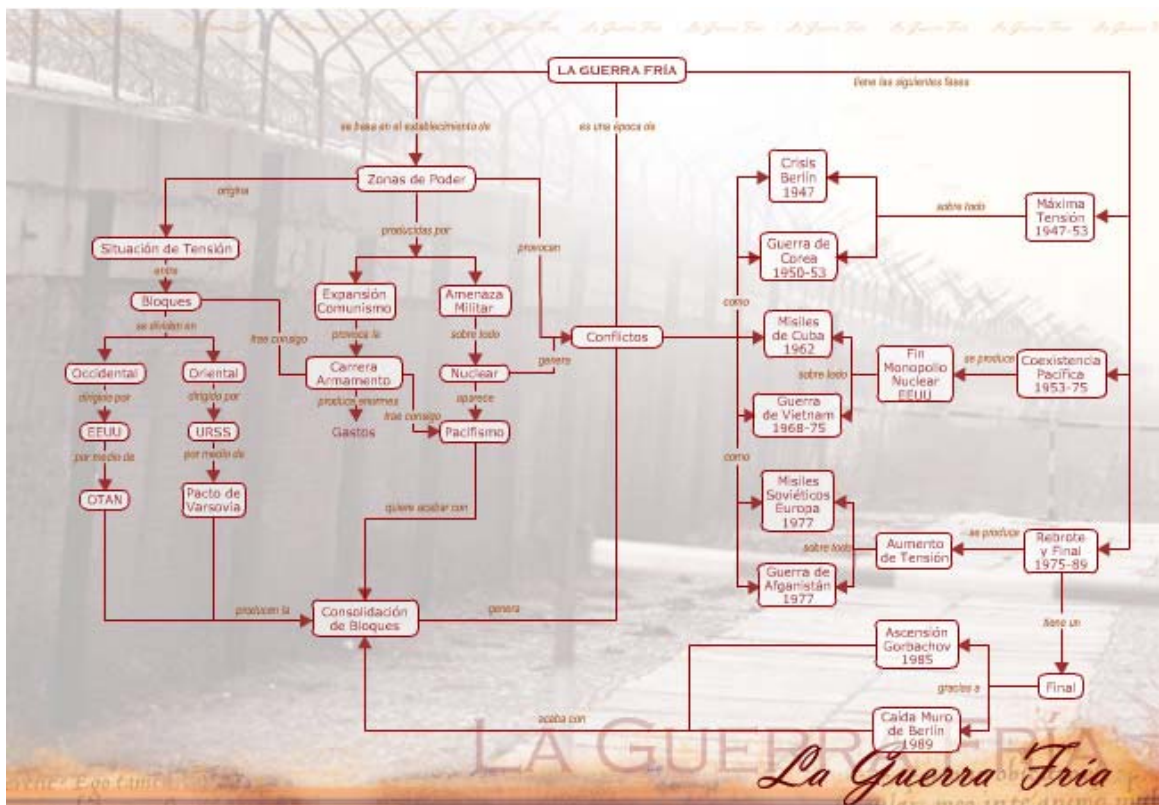 La Guerra Fría
LA GUERRA FRÍA
tiene las siguientes fases
se basa en el establecimiento de
es una época de
Zonas de Poder
origina
producidas por
provocan
Situación de Tensión
entre
Bloques
se dividen en
trae consigo
Occidental
Oriental
dirigido por
dirigido por
EEUU
URSS
por medio de
por medio de
OTAN
Pacto de
Varsovia
producen la
Expansión
Comunismo
provoca la
Carrera
Armamento
produce enormes
Gastos
trae consigo
Amenaza
Militar
sobre todo
Nuclear
genera
aparece
Pacifismo
quiere acabar con
Consolidación
de Bloques
genera
Conflictos
como
como
Crisis
Berlín
1947
Guerra de
Corea
1950-53
sobre todo
Máxima
Tensión
1947-53
Misiles
de Cuba
1962
Guerra
de Vietnam
1968-75
sobre todo
Fin
Monopolio
Nuclear
EEUU
se produce
Coexistencia
Pacífica
1953-75
Misiles
Soviéticos
Europa
1977
Guerra de
Afganistán
1977
sobre todo
Aumento
de Tensión
se produce
Rebrote
y Final
1975-89
tiene un
Final
gracias a
Ascensión
Gorbachov
1985
Caída Muro
de Berlín
1989
acaba con
LA GUERRA FRÍA
La Guerra Fría